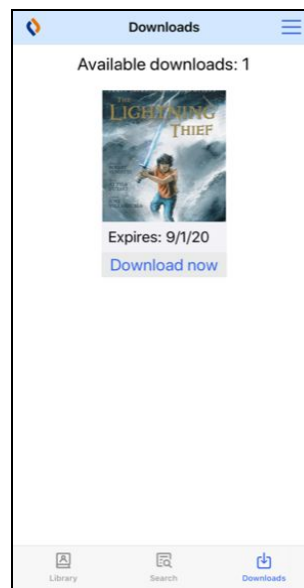 Downloads
Available downloads: 1
THE
LIGHTNING
THIEF
Expires: 9/1/20
Download now
Library
Search
Downloads